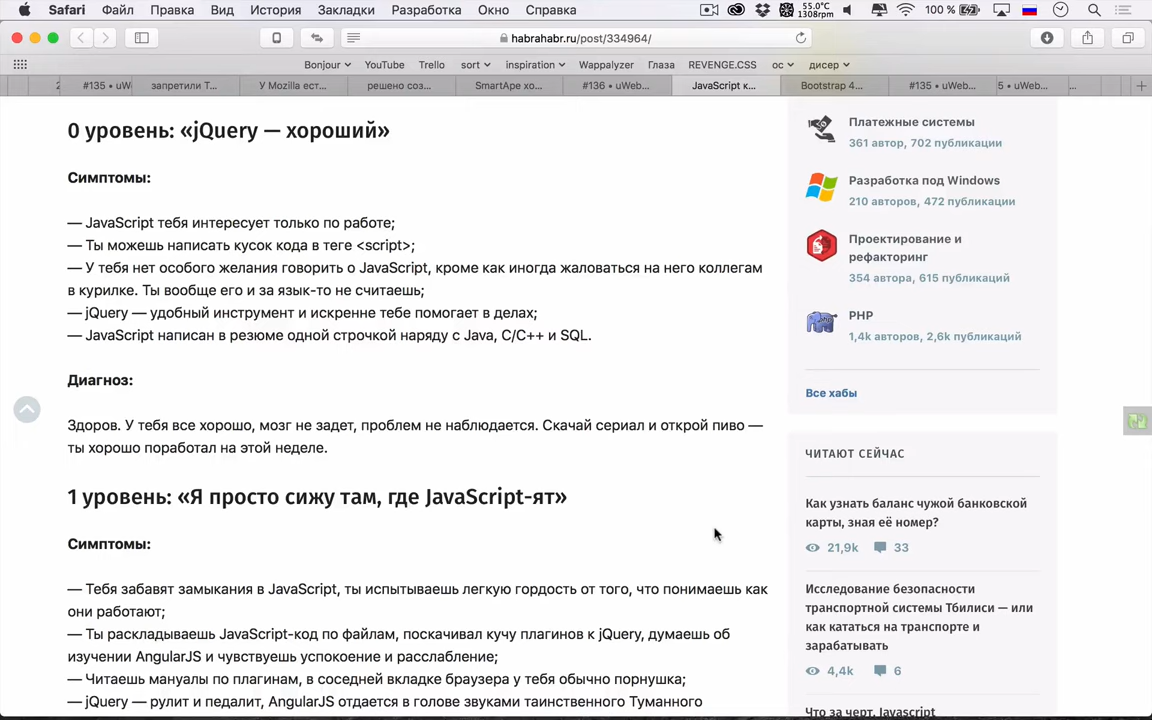 Safari Файл Правка Вид История Закладки Разработка Окно Справка
55.0°C
1308rpm
100 %
habrahabr.ru/post/334964/
Bonjour YouTube Trello sort inspiration Wappalyzer Глаза REVENGE.CSS ос дисер
2 #135 • uW запретили Т... У Mozilla ест... решено соз... SmartApe хо... #136 • uWeb... JavaScript к... Bootstrap 4... #135 • uWeb... 5 • uWeb... ...
0 уровень: «jQuery — хороший»
Симптомы:
— JavaScript тебя интересует только по работе;
— Ты можешь написать кусок кода в теге <script>;
— У тебя нет особого желания говорить о JavaScript, кроме как иногда жаловаться на него коллегам
в курилке. Ты вообще его и за язык-то не считаешь;
— jQuery — удобный инструмент и искренне тебе помогает в делах;
— JavaScript написан в резюме одной строчкой наряду с Java, C/C++ и SQL.
Диагноз:
Здоров. У тебя все хорошо, мозг не задет, проблем не наблюдается. Скачай сериал и открой пиво —
ты хорошо поработал на этой неделе.
1 уровень: «Я просто сижу там, где JavaScript-ят»
Симптомы:
— Тебя забавят замыкания в JavaScript, ты испытываешь легкую гордость от того, что понимаешь как
они работают;
— Ты раскладываешь JavaScript-код по файлам, поскачивал кучу плагинов к jQuery, думаешь об
изучении AngularJS и чувствуешь успокоение и расслабление;
— Читаешь мануалы по плагинам, в соседней вкладке браузера у тебя обычно порнушка;
— jQuery — рулит и педалит, AngularJS отдается в голове звуками таинственного Туманного
Платежные системы
361 автор, 702 публикации
Разработка под Windows
210 авторов, 472 публикации
Проектирование и
рефакторинг
354 автора, 615 публикаций
PHP
1,4k авторов, 2,6k публикаций
Все хабы
ЧИТАЮТ СЕЙЧАС
Как узнать баланс чужой банковской
карты, зная её номер?
21,9k 33
Исследование безопасности
транспортной системы Тбилиси — или
как кататься на транспорте и
зарабатывать
4,4k 6
Что за черт, Javascript